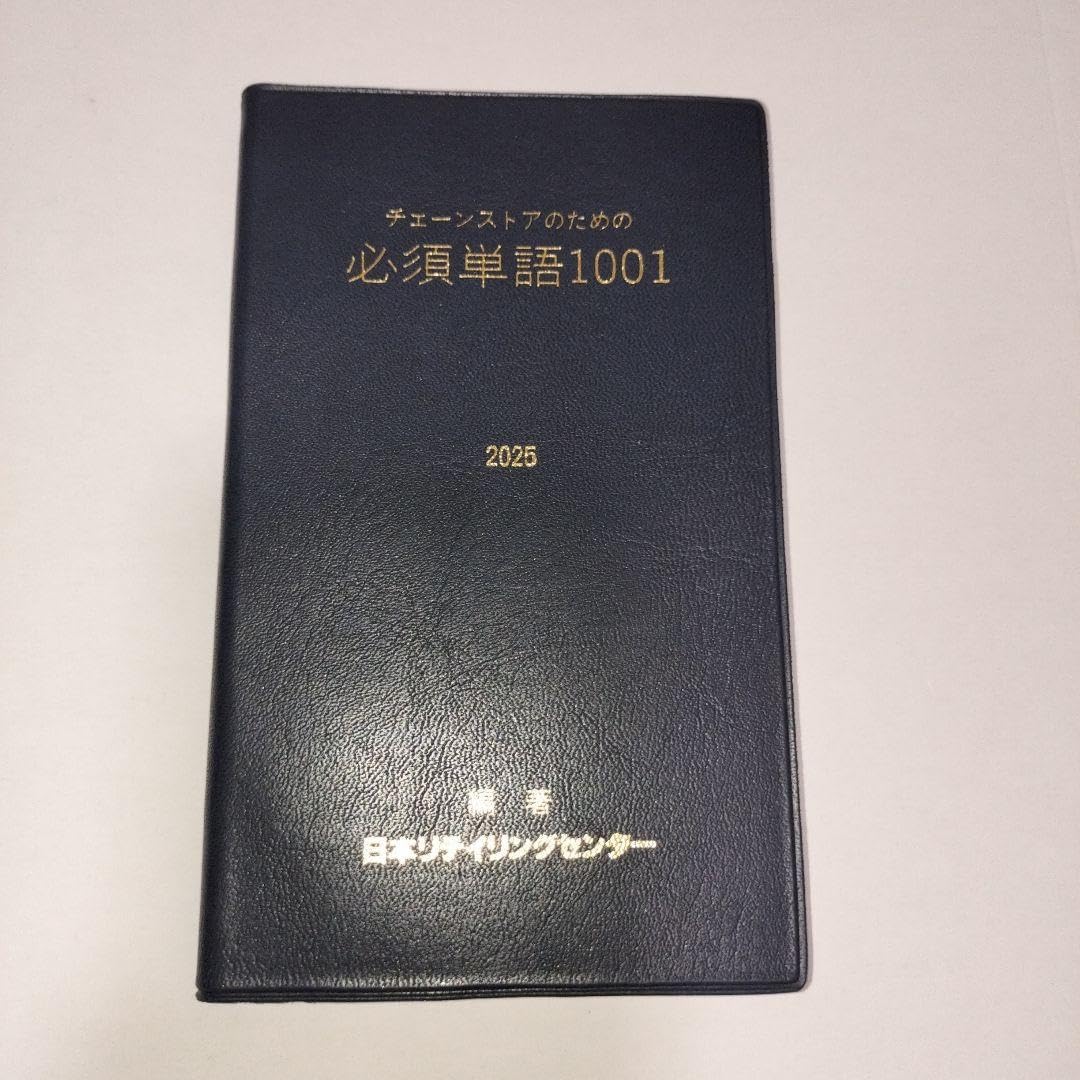 チェーンストアのための
必須単語1001
2025
編著
日本リテイリングセンター